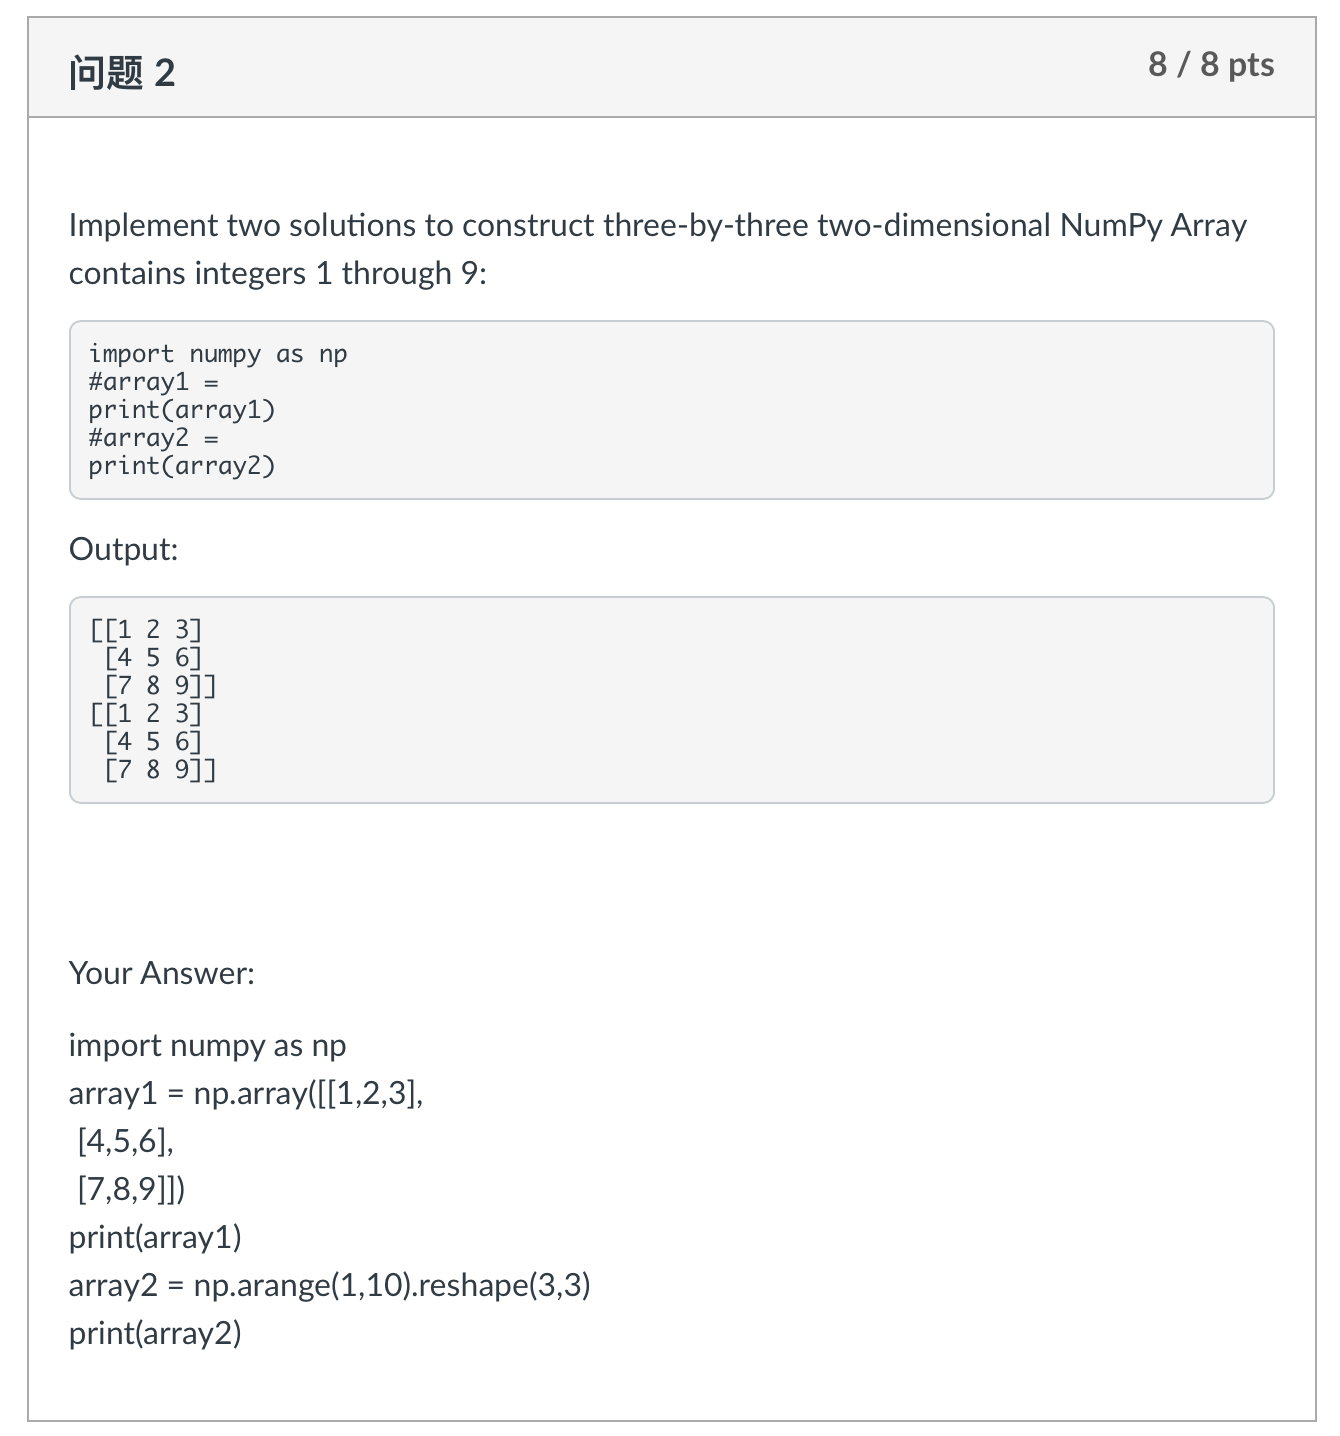 问题 2
8 / 8 pts
Implement two solutions to construct three-by-three two-dimensional NumPy Array
contains integers 1 through 9:
import numpy as np
#array1 =
print(array1)
#array2 =
print(array2)
Output:
[[1 2 3]
 [4 5 6]
 [7 8 9]]
[[1 2 3]
 [4 5 6]
 [7 8 9]]
Your Answer:
import numpy as np
array1 = np.array([[1,2,3],
 [4,5,6],
 [7,8,9]])
print(array1)
array2 = np.arange(1,10).reshape(3,3)
print(array2)